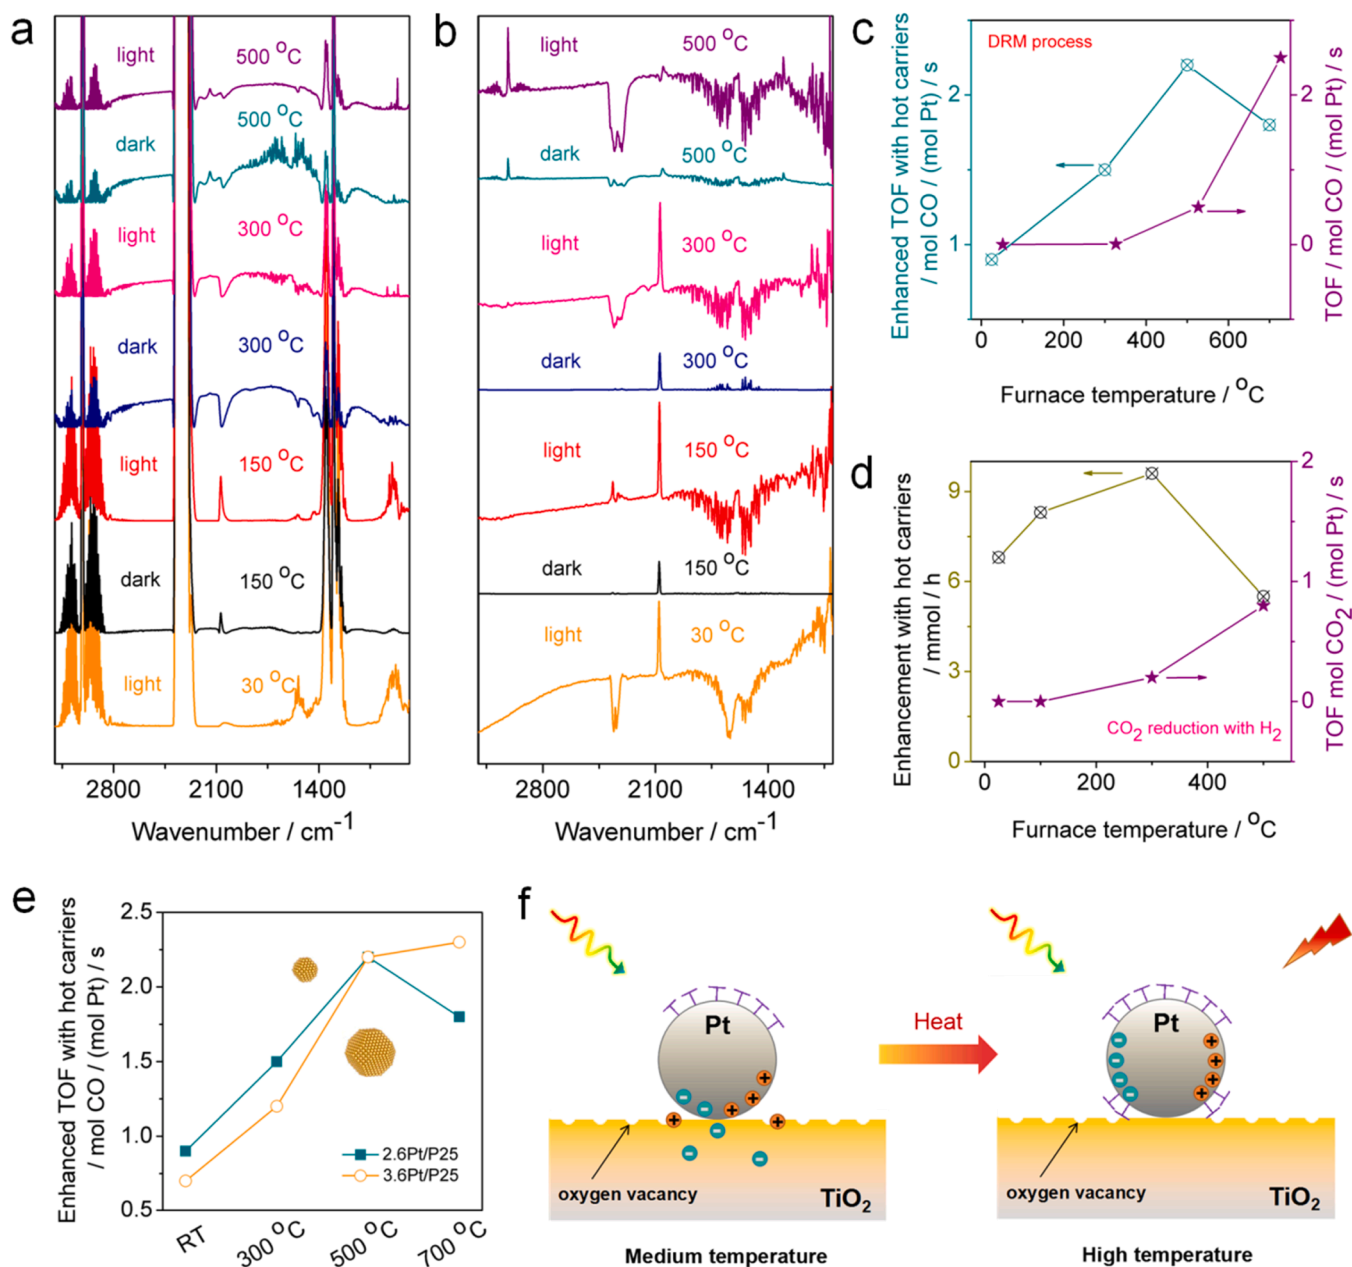 a
light
500 °C
500 °C
dark
light
300 °C
dark
300 °C
light
150 °C
dark
150 °C
light
30 °C
2800
2100
1400
Wavenumber / cm⁻¹
b
light
500 °C
dark
500 °C
light
300 °C
dark
300 °C
light
150 °C
dark
150 °C
light
30 °C
2800
2100
1400
Wavenumber / cm⁻¹
c
DRM process
Enhanced TOF with hot carriers
/ mol CO / (mol Pt) / s
2
1
TOF / mol CO / (mol Pt) / s
2
1
0
0
200
400
600
Furnace temperature / °C
d
Enhancement with hot carriers
/ mmol / h
9
6
3
0
TOF mol CO₂ / (mol Pt) / s
2
1
0
CO₂ reduction with H₂
0
200
400
Furnace temperature / °C
e
Enhanced TOF with hot carriers
/ mol CO / (mol Pt) / s
2.5
2.0
1.5
1.0
0.5
2.6Pt/P25
3.6Pt/P25
RT
300 °C
500 °C
700 °C
f
Pt
Heat
Pt
oxygen vacancy
TiO₂
oxygen vacancy
TiO₂
Medium temperature
High temperature